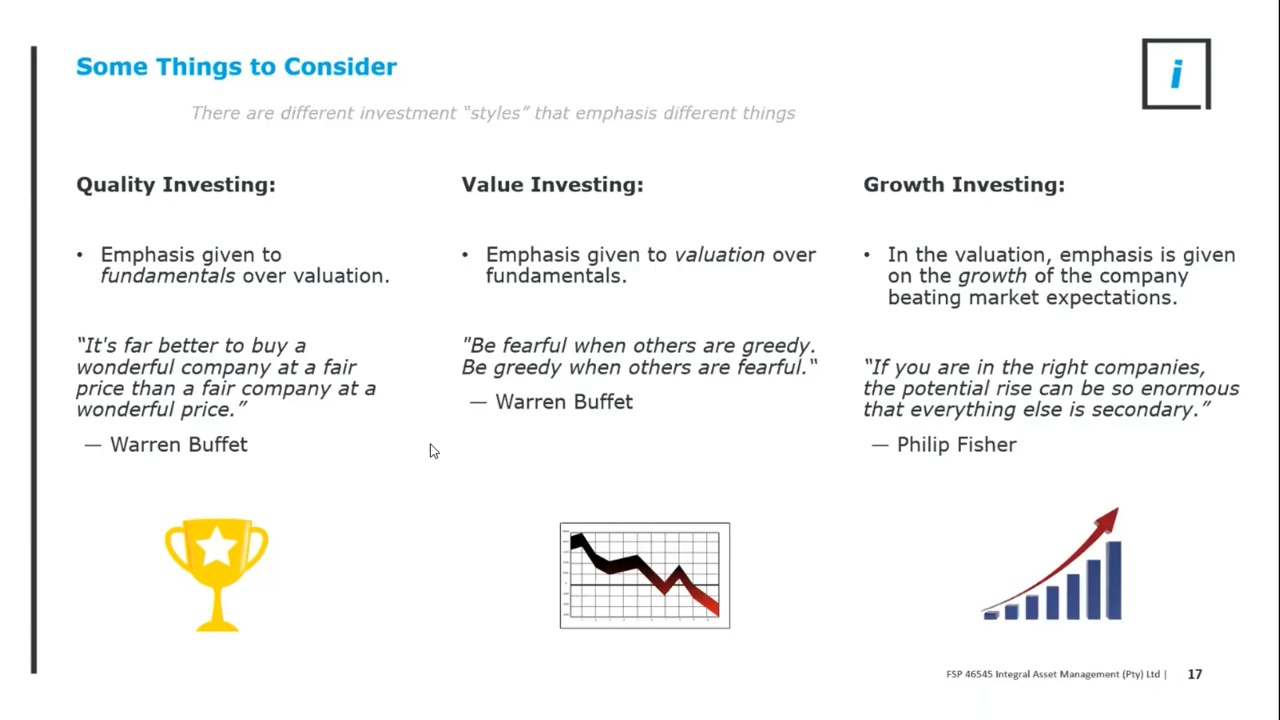 Some Things to Consider
i
There are different investment “styles” that emphasis different things
Quality Investing:
• Emphasis given to
fundamentals over valuation.
“It's far better to buy a
wonderful company at a fair
price than a fair company at a
wonderful price.”
— Warren Buffet
Value Investing:
• Emphasis given to valuation over
fundamentals.
"Be fearful when others are greedy.
Be greedy when others are fearful.“
— Warren Buffet
Growth Investing:
• In the valuation, emphasis is given
on the growth of the company
beating market expectations.
“If you are in the right companies,
the potential rise can be so enormous
that everything else is secondary.”
— Philip Fisher
FSP 46545 Integral Asset Management (Pty) Ltd | 17